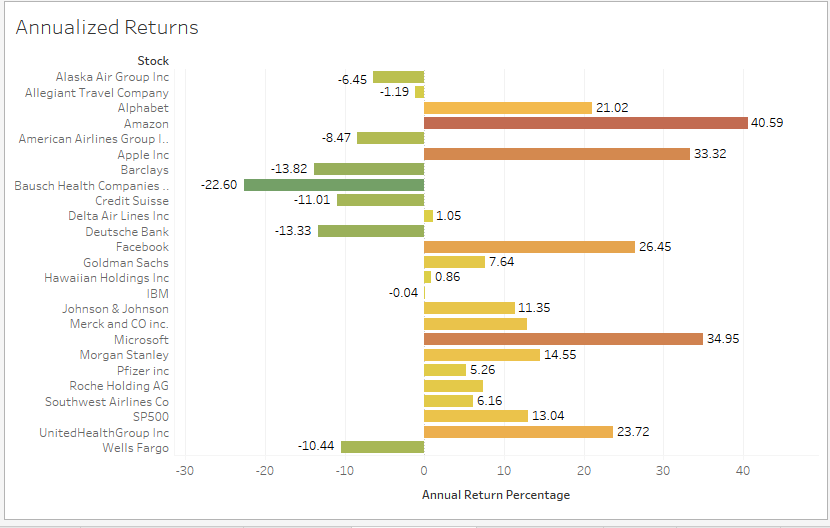 Annualized Returns
Stock
Alaska Air Group Inc -6.45
Allegiant Travel Company -1.19
Alphabet 21.02
Amazon 40.59
American Airlines Group I.. -8.47
Apple Inc 33.32
Barclays -13.82
Bausch Health Companies .. -22.60
Credit Suisse -11.01
Delta Air Lines Inc 1.05
Deutsche Bank -13.33
Facebook 26.45
Goldman Sachs 7.64
Hawaiian Holdings Inc 0.86
IBM -0.04
Johnson & Johnson 11.35
Merck and CO inc.
Microsoft 34.95
Morgan Stanley 14.55
Pfizer inc 5.26
Roche Holding AG
Southwest Airlines Co 6.16
SP500 13.04
UnitedHealthGroup Inc 23.72
Wells Fargo -10.44
-30 -20 -10 0 10 20 30 40
Annual Return Percentage